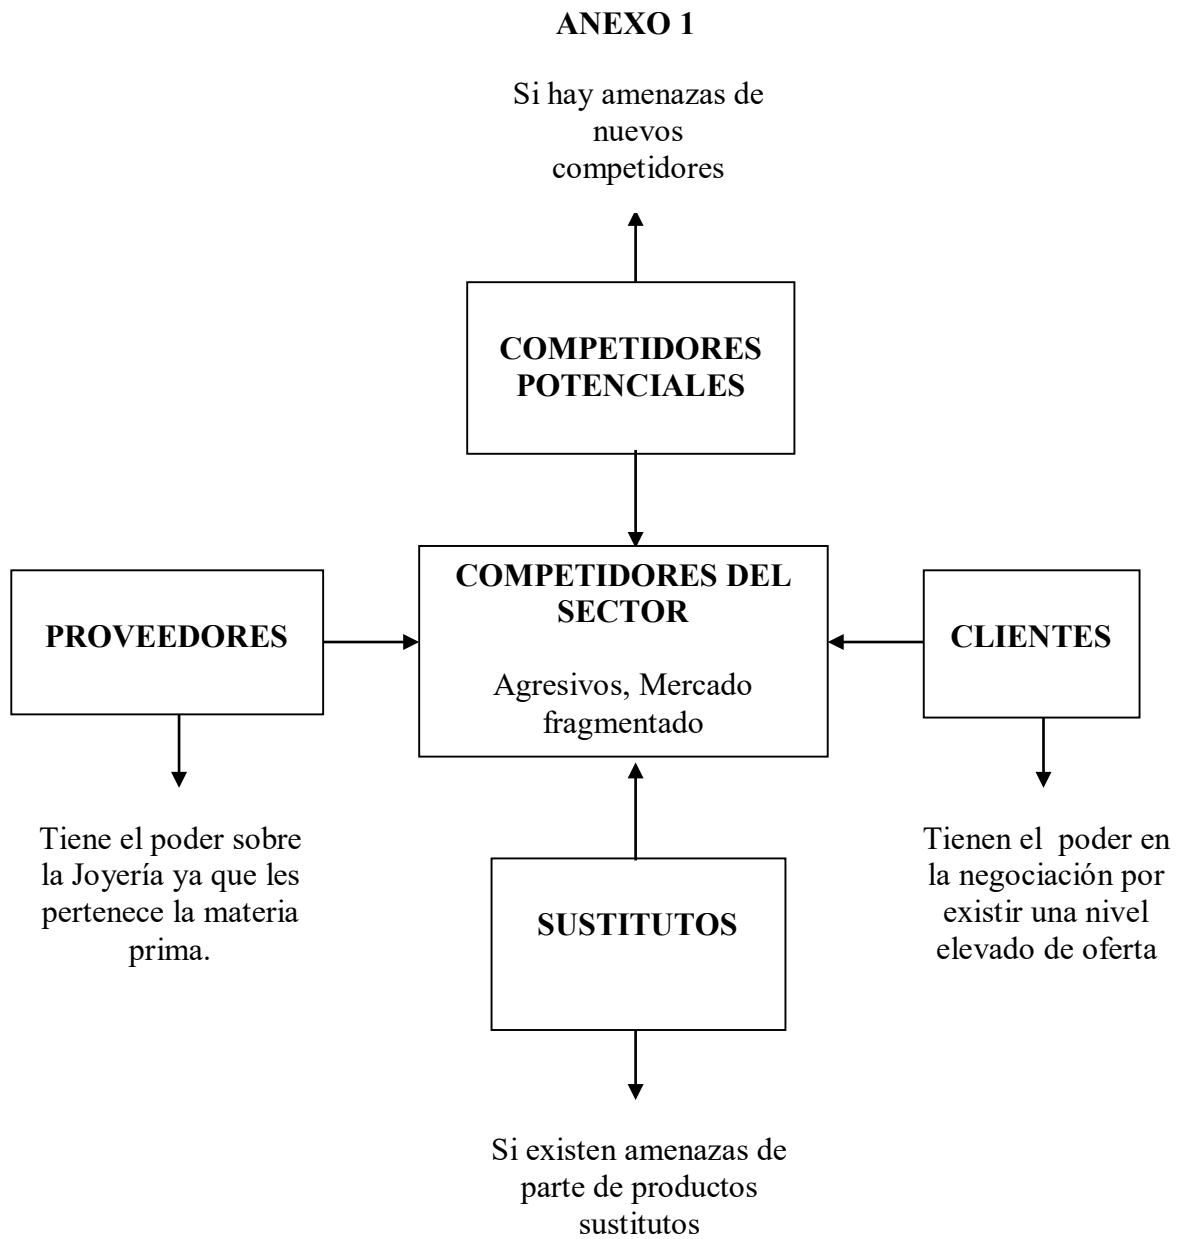 ANEXO 1
Si hay amenazas de
nuevos
competidores
COMPETIDORES
POTENCIALES
COMPETIDORES DEL
SECTOR
Agresivos, Mercado
fragmentado
PROVEEDORES
CLIENTES
Tiene el poder sobre
la Joyería ya que les
pertenece la materia
prima.
Tienen el  poder en
la negociación por
existir una nivel
elevado de oferta
SUSTITUTOS
Si existen amenazas de
parte de productos
sustitutos